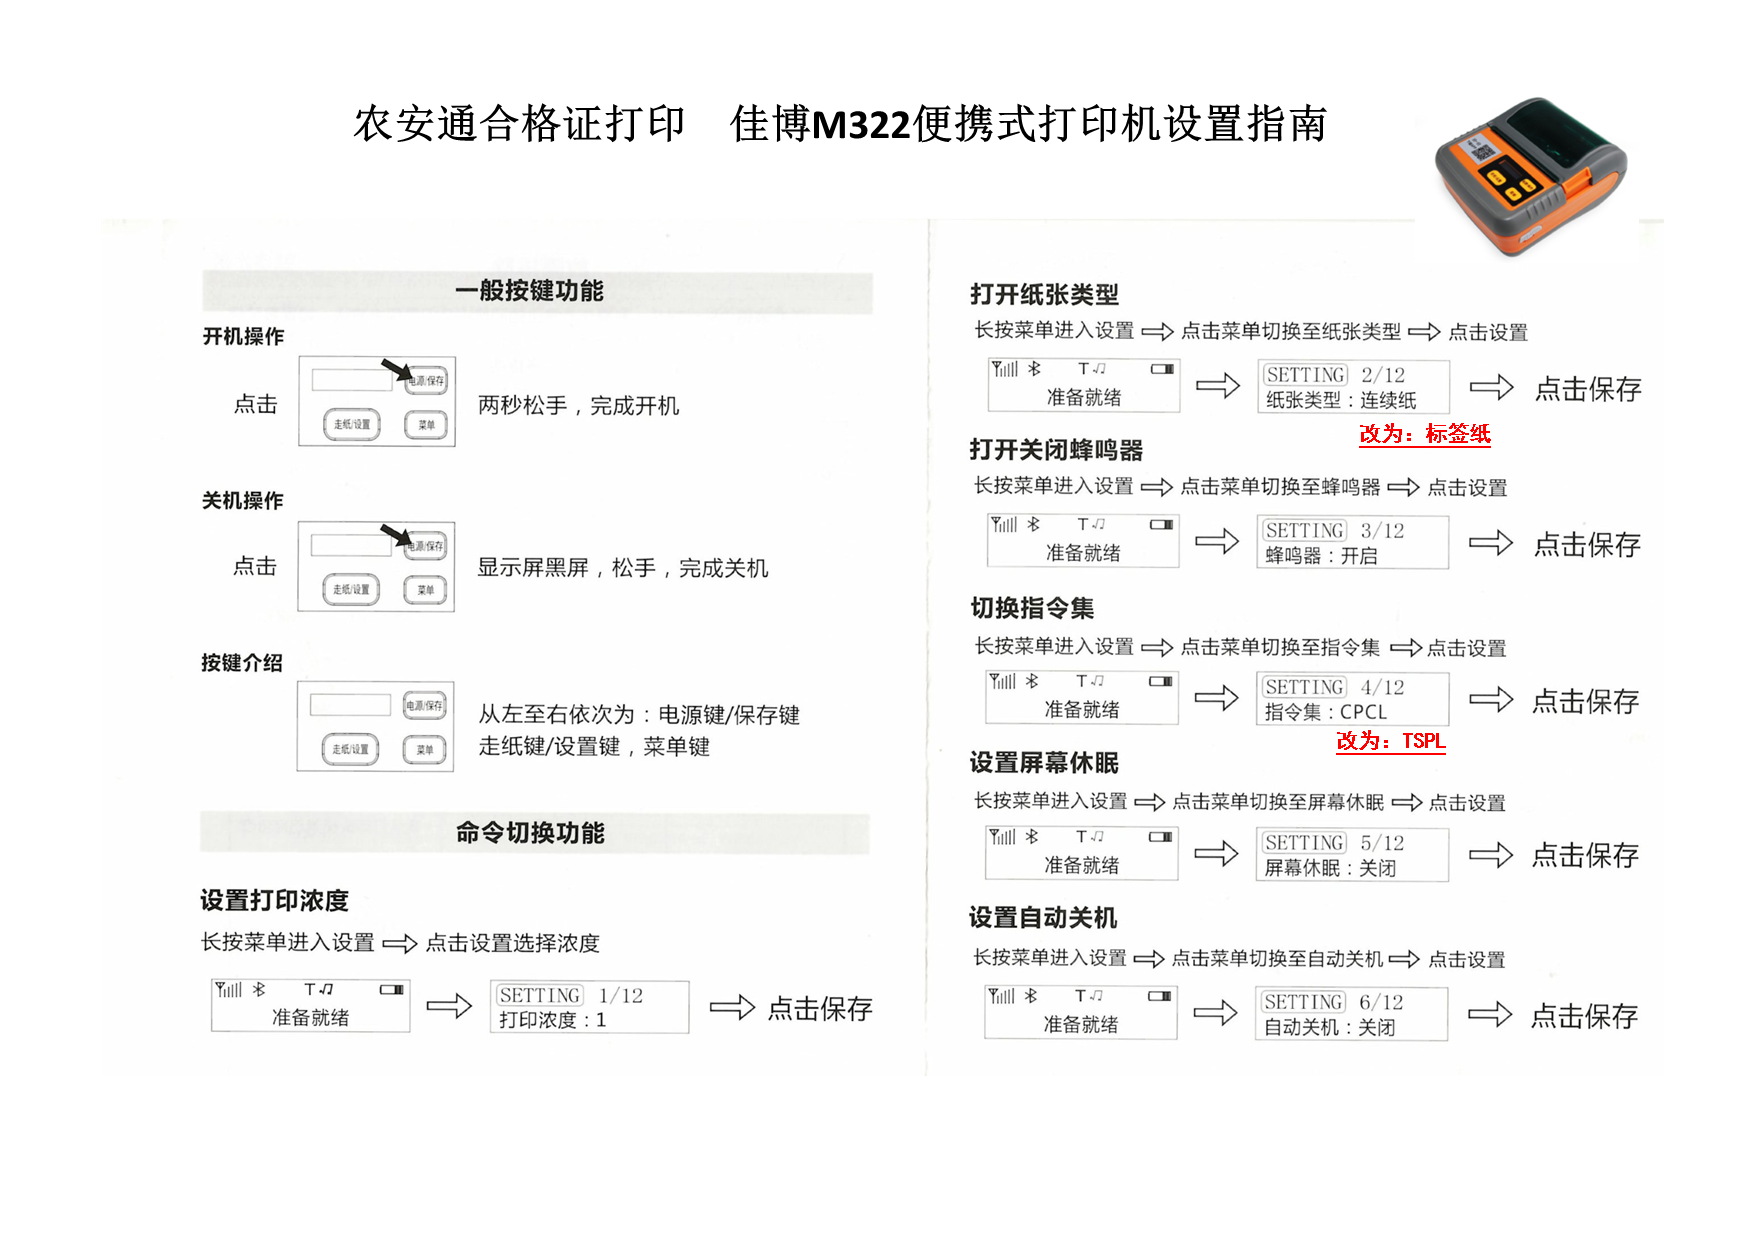 农安通合格证打印 佳博M322便携式打印机设置指南
一般按键功能
开机操作
点击
电源/保存
走纸/设置
菜单
两秒松手，完成开机
关机操作
点击
电源/保存
走纸/设置
菜单
显示屏黑屏，松手，完成关机
按键介绍
电源/保存
走纸/设置
菜单
从左至右依次为：电源键/保存键
走纸键/设置键，菜单键
命令切换功能
设置打印浓度
长按菜单进入设置 ⇨ 点击设置选择浓度
T♫
准备就绪
SETTING 1/12
打印浓度：1
点击保存
打开纸张类型
长按菜单进入设置 ⇨ 点击菜单切换至纸张类型 ⇨ 点击设置
T♫
准备就绪
SETTING 2/12
纸张类型：连续纸
点击保存
改为：标签纸
打开关闭蜂鸣器
长按菜单进入设置 ⇨ 点击菜单切换至蜂鸣器 ⇨ 点击设置
T♫
准备就绪
SETTING 3/12
蜂鸣器：开启
点击保存
切换指令集
长按菜单进入设置 ⇨ 点击菜单切换至指令集 ⇨ 点击设置
T♫
准备就绪
SETTING 4/12
指令集：CPCL
点击保存
改为：TSPL
设置屏幕休眠
长按菜单进入设置 ⇨ 点击菜单切换至屏幕休眠 ⇨ 点击设置
T♫
准备就绪
SETTING 5/12
屏幕休眠：关闭
点击保存
设置自动关机
长按菜单进入设置 ⇨ 点击菜单切换至自动关机 ⇨ 点击设置
T♫
准备就绪
SETTING 6/12
自动关机：关闭
点击保存